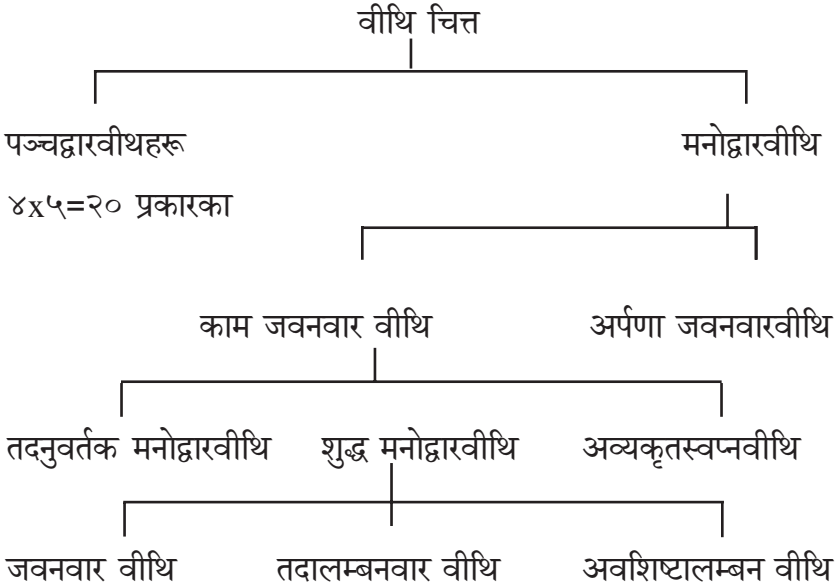 वीथि चित्त
पञ्चद्वारवीथहरू मनोद्वारवीथि
४x५=२० प्रकारका
काम जवनवार वीथि अर्पणा जवनवारवीथि
तदनुवर्तक मनोद्वारवीथि शुद्ध मनोद्वारवीथि अव्यकृतस्वप्नवीथि
जवनवार वीथि तदालम्बनवार वीथि अवशिष्टालम्बन वीथि